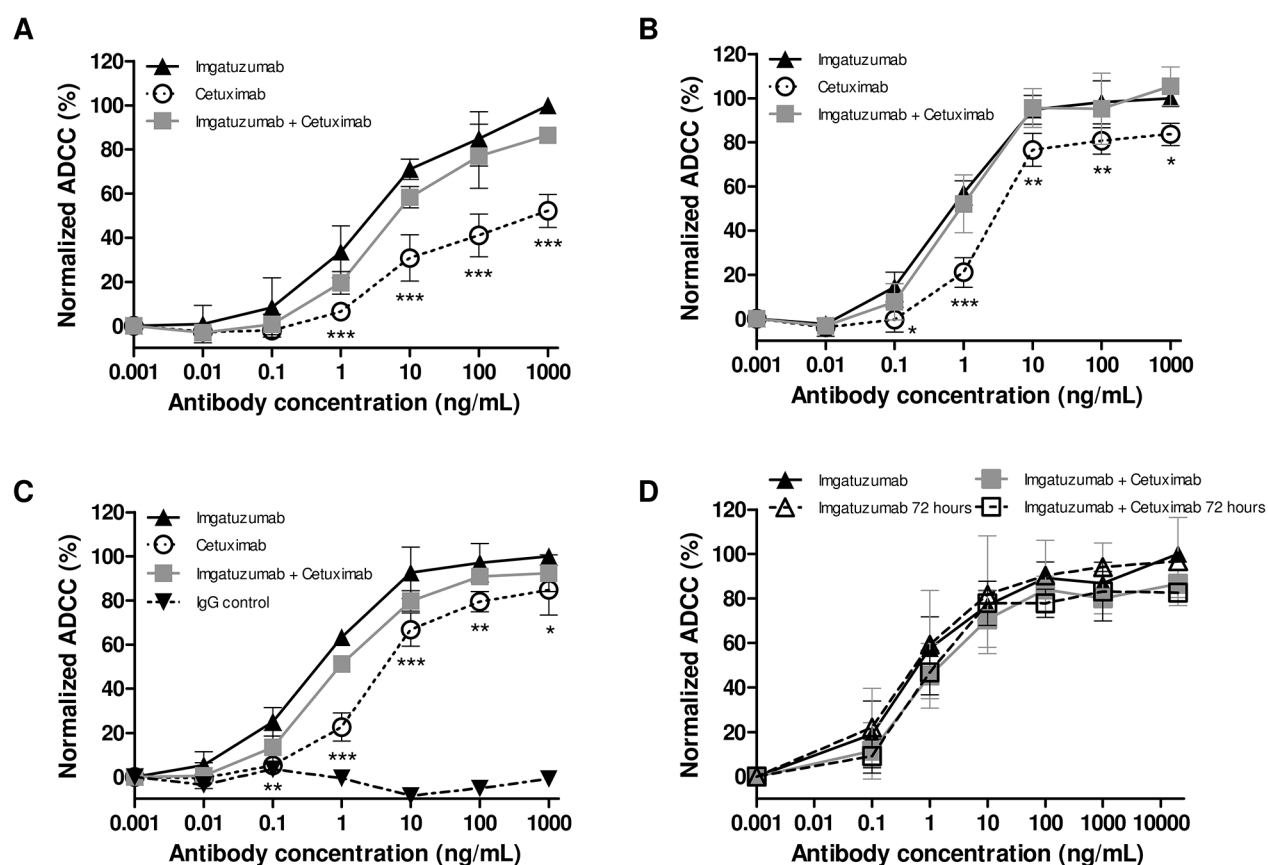 A
Normalized ADCC (%)
120
100
80
60
40
20
0
Imgatuzumab
Cetuximab
Imgatuzumab + Cetuximab
***
***
***
***
0.001 0.01 0.1 1 10 100 1000
Antibody concentration (ng/mL)
B
Normalized ADCC (%)
120
100
80
60
40
20
0
Imgatuzumab
Cetuximab
Imgatuzumab + Cetuximab
*
***
**
**
*
0.001 0.01 0.1 1 10 100 1000
Antibody concentration (ng/mL)
C
Normalized ADCC (%)
120
100
80
60
40
20
0
Imgatuzumab
Cetuximab
Imgatuzumab + Cetuximab
IgG control
**
***
***
**
*
0.001 0.01 0.1 1 10 100 1000
Antibody concentration (ng/mL)
D
Imgatuzumab
Imgatuzumab 72 hours
Imgatuzumab + Cetuximab
Imgatuzumab + Cetuximab 72 hours
Normalized ADCC (%)
120
100
80
60
40
20
0
0.001 0.01 0.1 1 10 100 1000 10000
Antibody concentration (ng/mL)